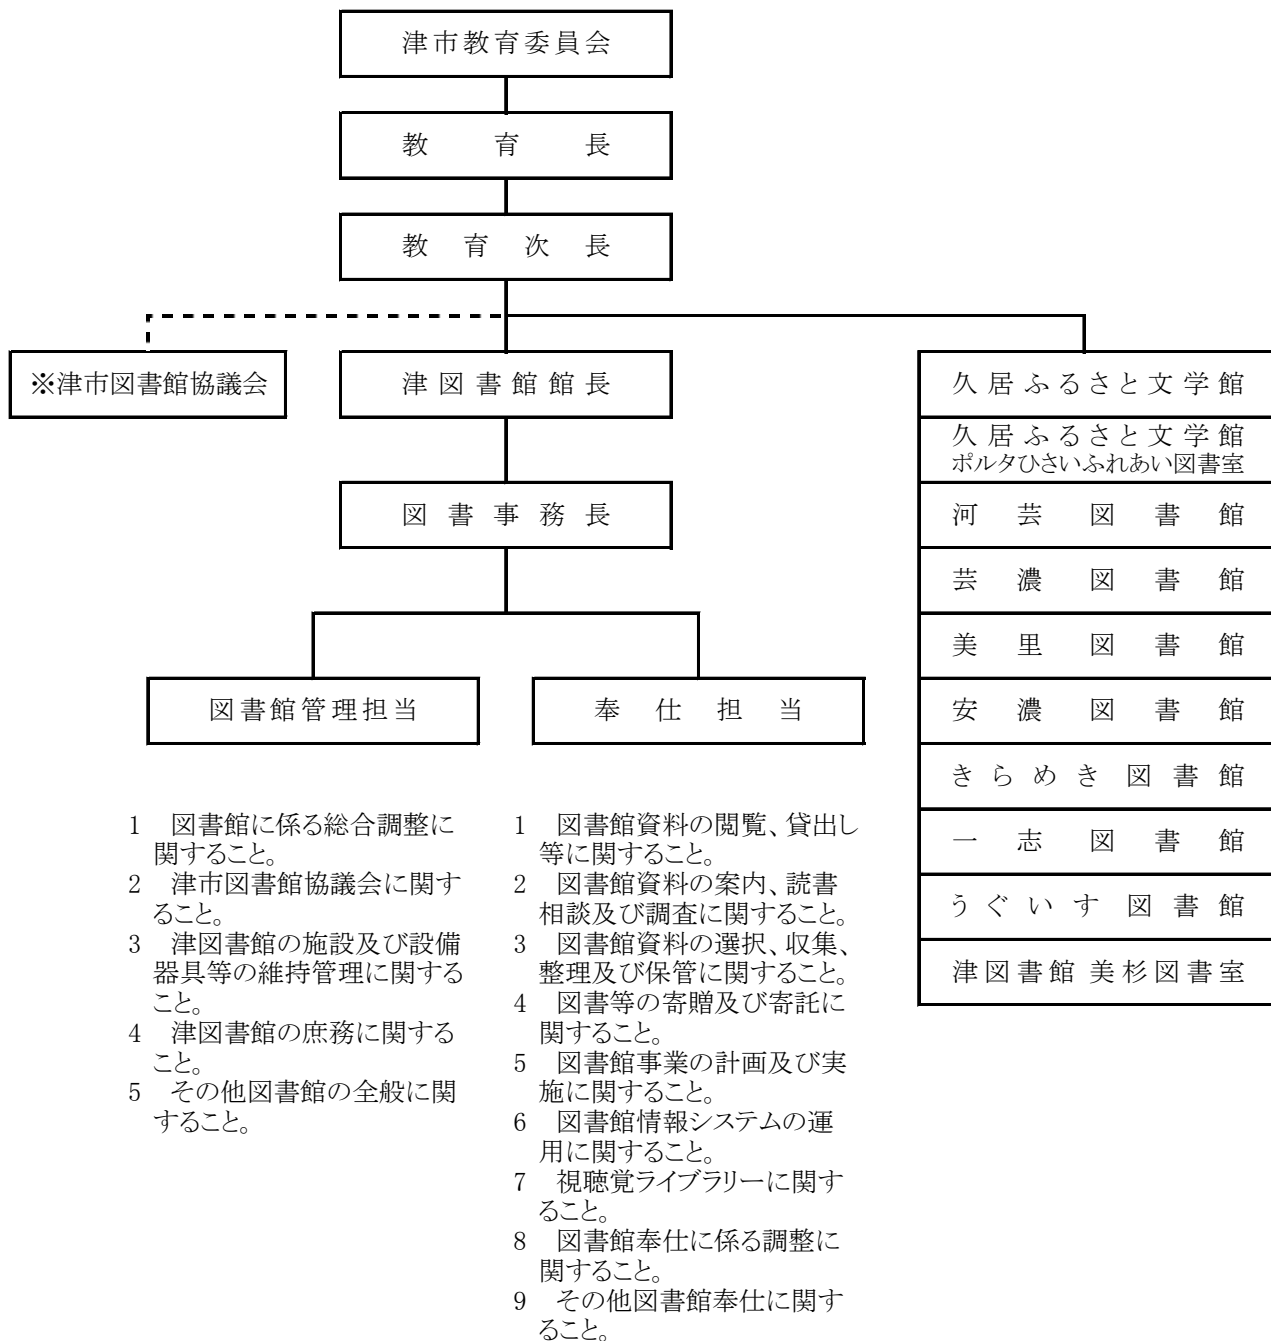 津市教育委員会
教育長
教育次長
※津市図書館協議会
津図書館館長
図書事務長
図書館管理担当
奉仕担当
1　図書館に係る総合調整に
関すること。
2　津市図書館協議会に関す
ること。
3　津図書館の施設及び設備
器具等の維持管理に関する
こと。
4　津図書館の庶務に関する
こと。
5　その他図書館の全般に関
すること。
1　図書館資料の閲覧、貸出し
等に関すること。
2　図書館資料の案内、読書
相談及び調査に関すること。
3　図書館資料の選択、収集、
整理及び保管に関すること。
4　図書等の寄贈及び寄託に
関すること。
5　図書館事業の計画及び実
施に関すること。
6　図書館情報システムの運
用に関すること。
7　視聴覚ライブラリーに関す
ること。
8　図書館奉仕に係る調整に
関すること。
9　その他図書館奉仕に関す
ること。
久居ふるさと文学館
久居ふるさと文学館
ポルタひさいふれあい図書室
河芸図書館
芸濃図書館
美里図書館
安濃図書館
きらめき図書館
一志図書館
うぐいす図書館
津図書館 美杉図書室